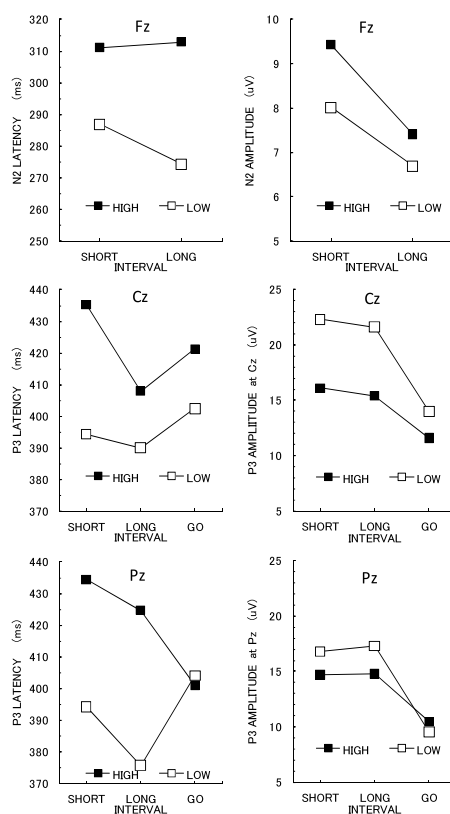 Fz
N2 LATENCY (ms)
320
310
300
290
280
270
260
250
HIGH
LOW
SHORT
LONG
INTERVAL
Fz
N2 AMPLITUDE (uV)
10
9
8
7
6
5
HIGH
LOW
SHORT
LONG
INTERVAL
Cz
P3 LATENCY (ms)
440
430
420
410
400
390
380
370
HIGH
LOW
SHORT
LONG
GO
INTERVAL
Cz
P3 AMPLIITUDE at Cz (uV)
25
20
15
10
5
HIGH
LOW
SHORT
LONG
GO
INTERVAL
Pz
P3 LATENCY (ms)
440
430
420
410
400
390
380
370
HIGH
LOW
SHORT
LONG
GO
INTERVAL
Pz
P3 AMPLITUDE at Pz (uV)
25
20
15
10
5
HIGH
LOW
SHORT
LONG
GO
INTERVAL